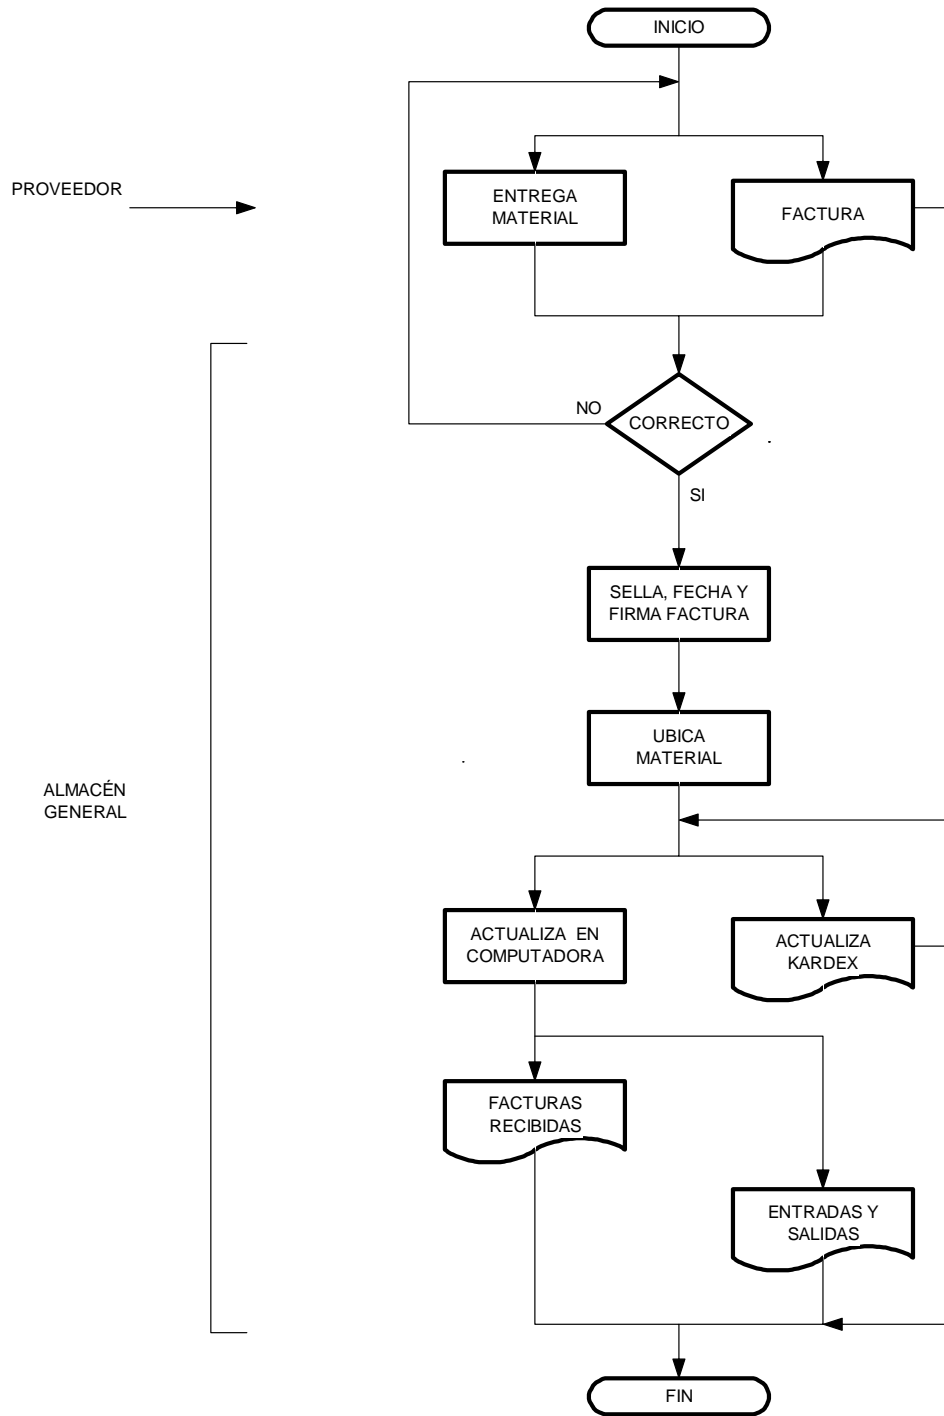 INICIO
PROVEEDOR
ENTREGA
MATERIAL
FACTURA
NO
CORRECTO
SI
SELLA, FECHA Y
FIRMA FACTURA
UBICA
MATERIAL
ALMACÉN
GENERAL
ACTUALIZA EN
COMPUTADORA
ACTUALIZA
KARDEX
FACTURAS
RECIBIDAS
ENTRADAS Y
SALIDAS
FIN